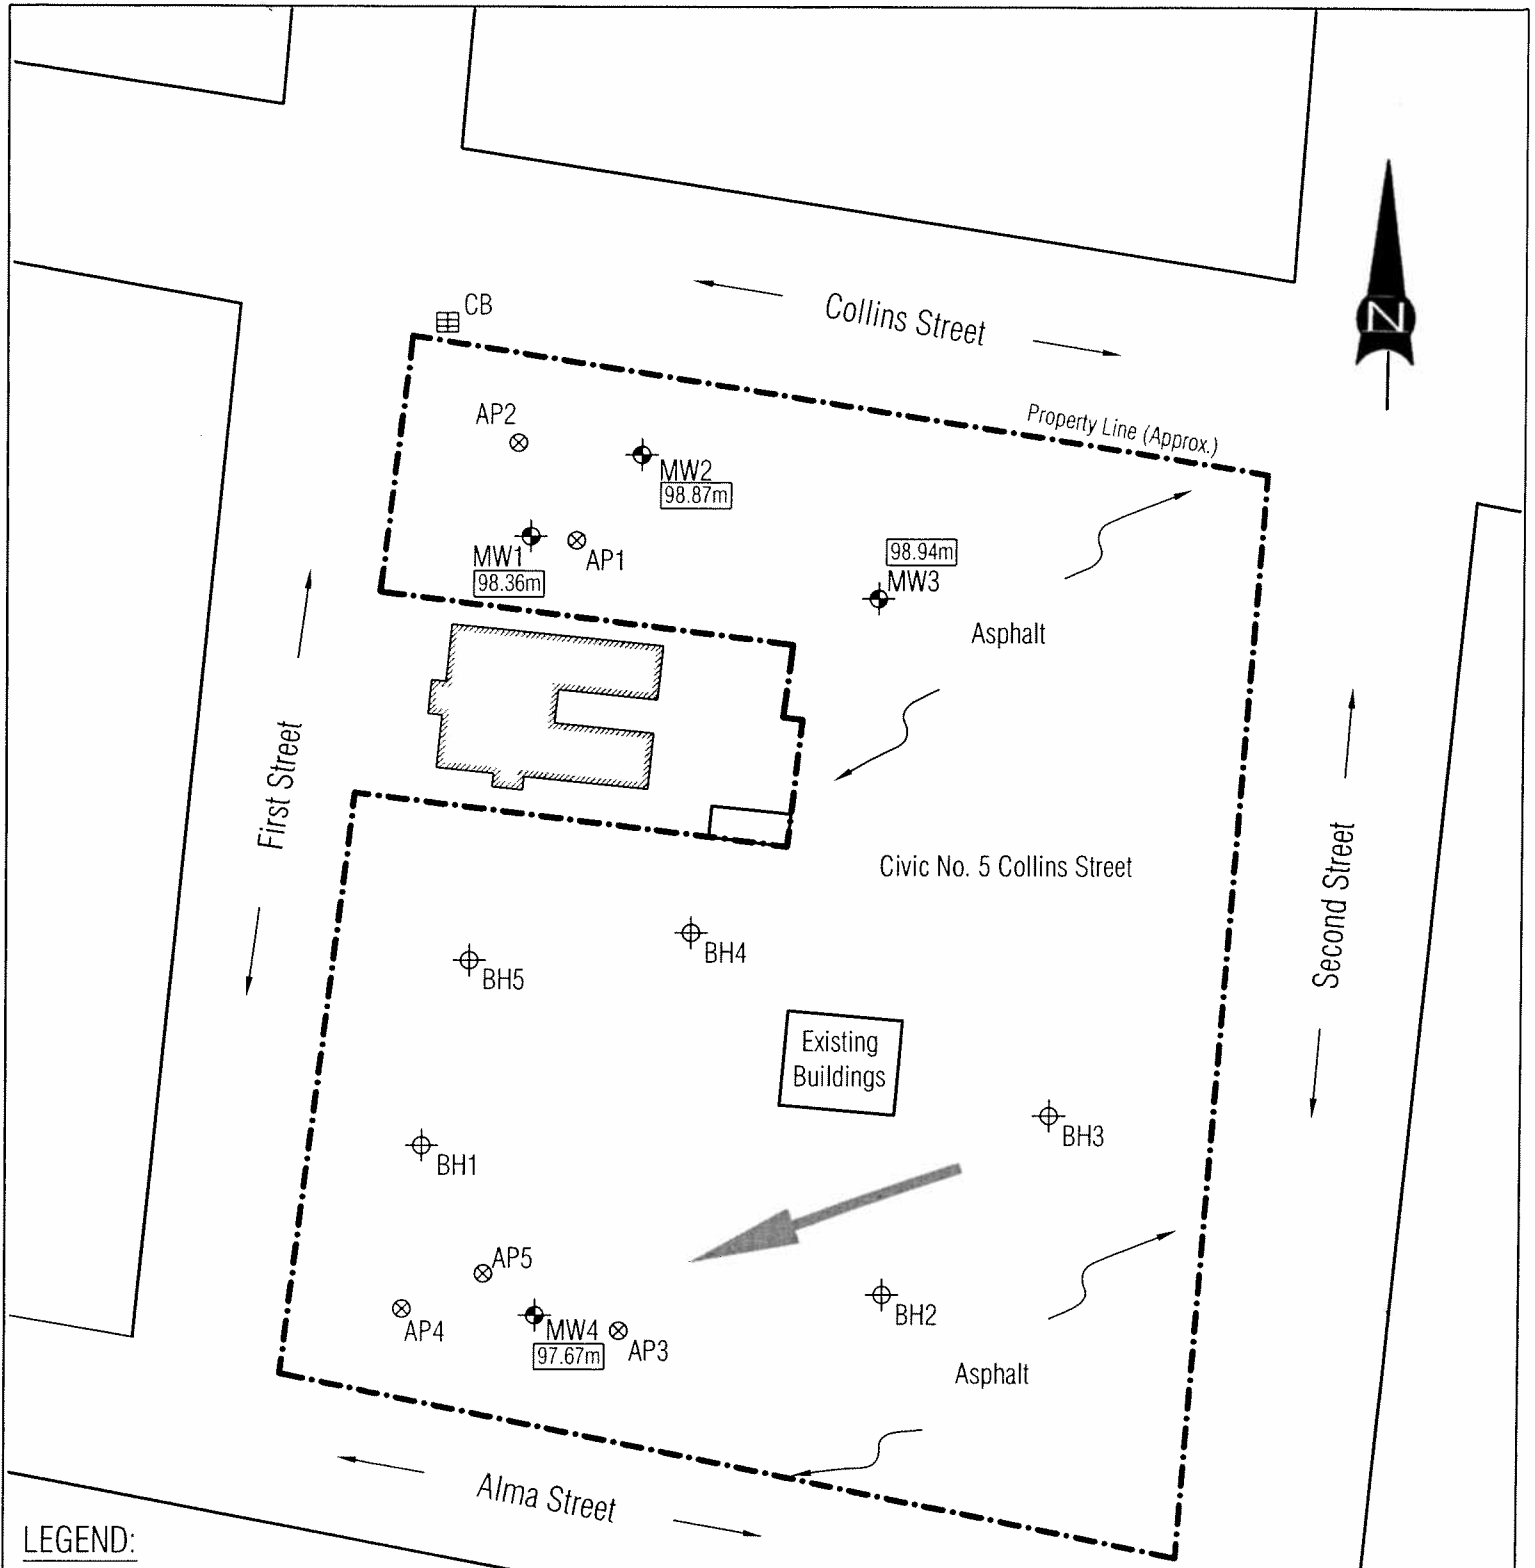 CB
Collins Street
N
Property Line (Approx.)
AP2
MW2
98.87m
MW1
98.36m
AP1
98.94m
MW3
Asphalt
First Street
Second Street
Civic No. 5 Collins Street
BH4
BH5
Existing
Buildings
BH3
BH1
AP5
BH2
AP4
MW4
97.67m
AP3
Asphalt
Alma Street
LEGEND: